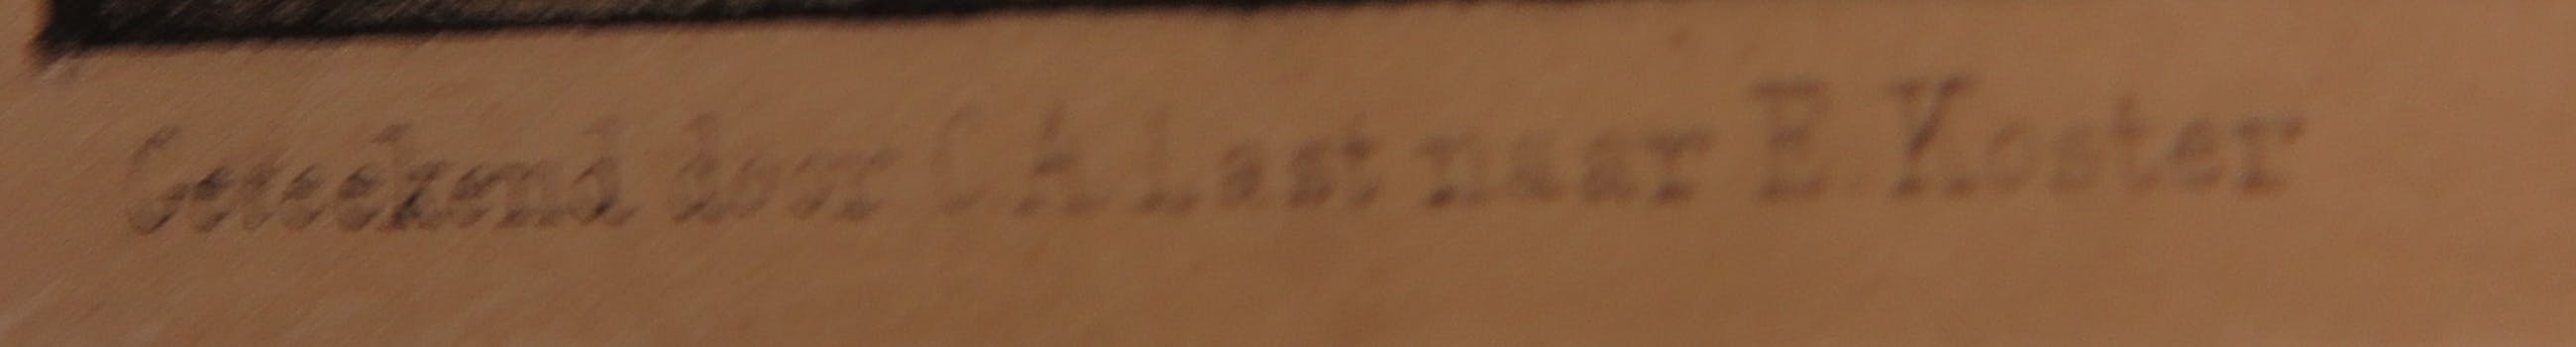 Geteekend door C.A. Last naar E. Koster